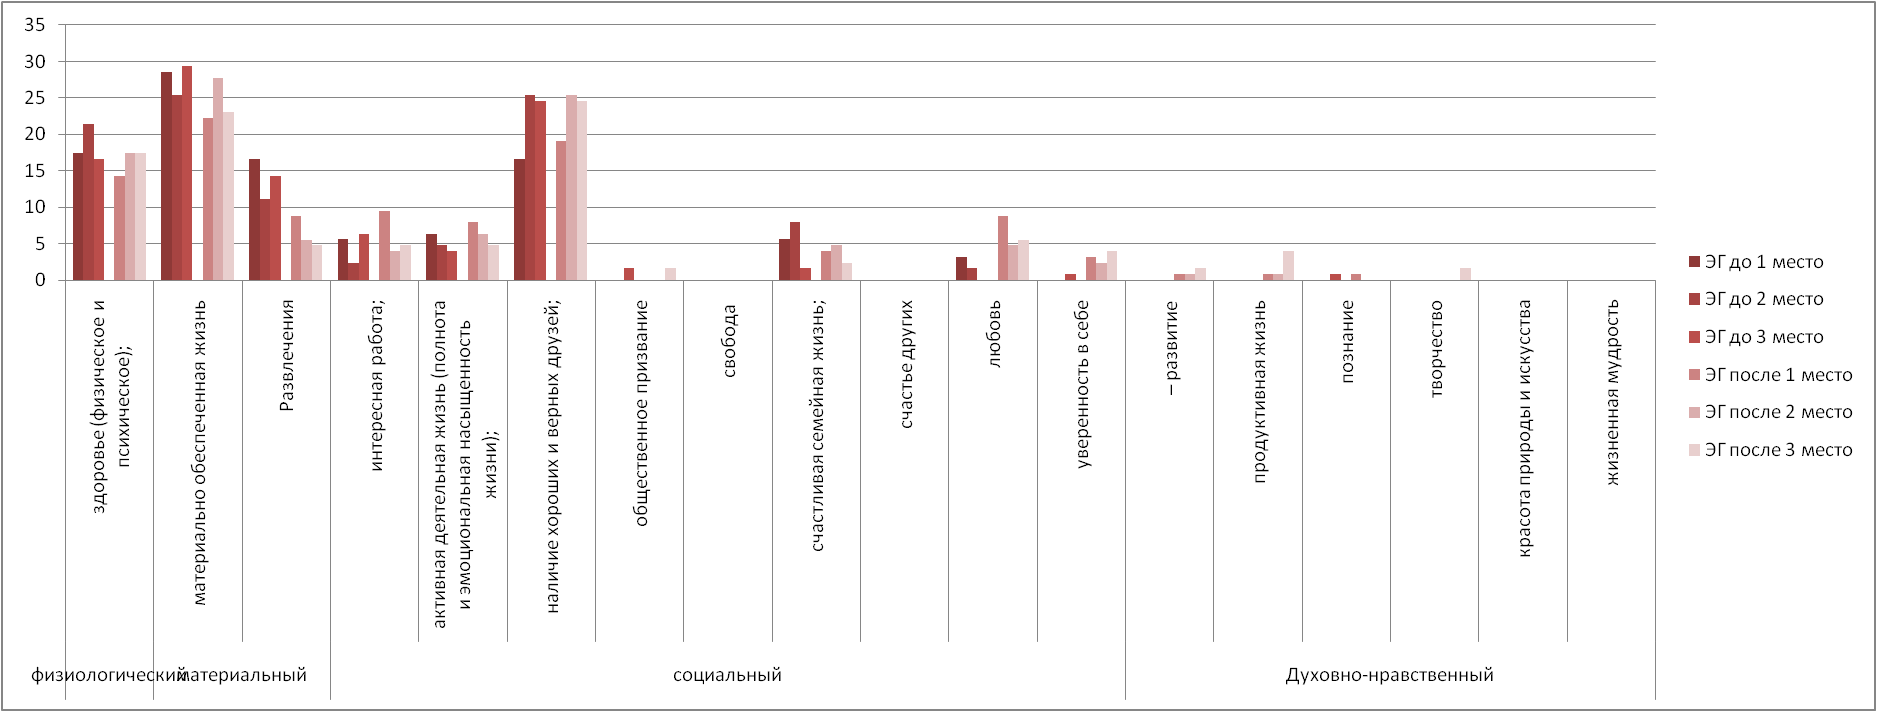 35
30
25
20
15
10
5
0
здоровье (физическое и
психическое);
материально обеспеченная жизнь
Развлечения
интересная работа;
активная деятельная жизнь (полнота
и эмоциональная насыщенность
жизни);
наличие хороших и верных друзей;
общественное призвание
свобода
счастливая семейная жизнь;
счастье других
любовь
уверенность в себе
– развитие
продуктивная жизнь
познание
творчество
красота природы и искусства
жизненная мудрость
физиологический
материальный
социальный
Духовно-нравственный
ЭГ до 1 место
ЭГ до 2 место
ЭГ до 3 место
ЭГ после 1 место
ЭГ после 2 место
ЭГ после 3 место